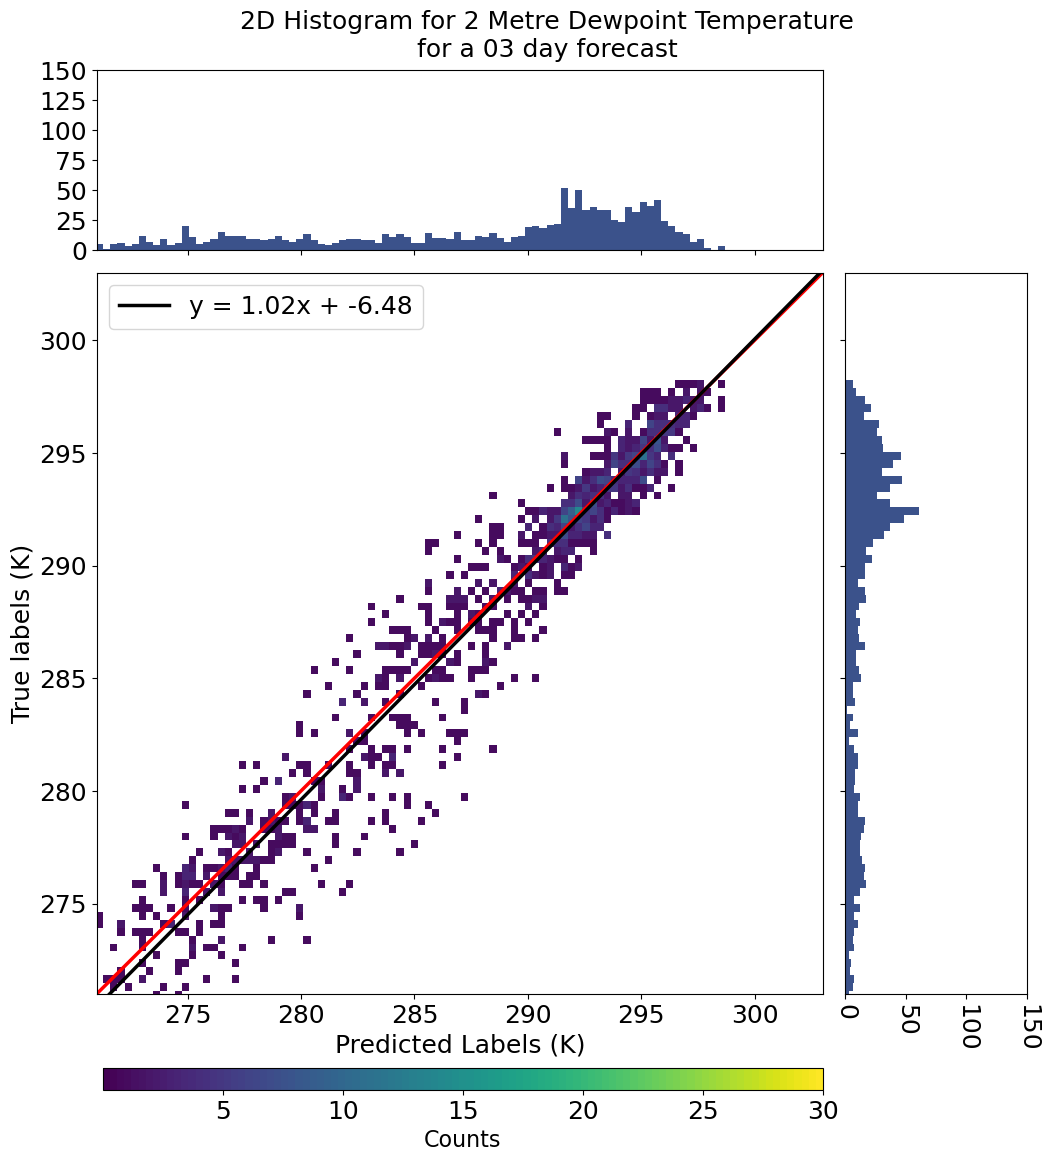 2D Histogram for 2 Metre Dewpoint Temperature
for a 03 day forecast
150
125
100
75
50
25
0
y = 1.02x + -6.48
300
295
290
285
280
275
True labels (K)
275 280 285 290 295 300
Predicted Labels (K)
0 50 100 150
5 10 15 20 25 30
Counts